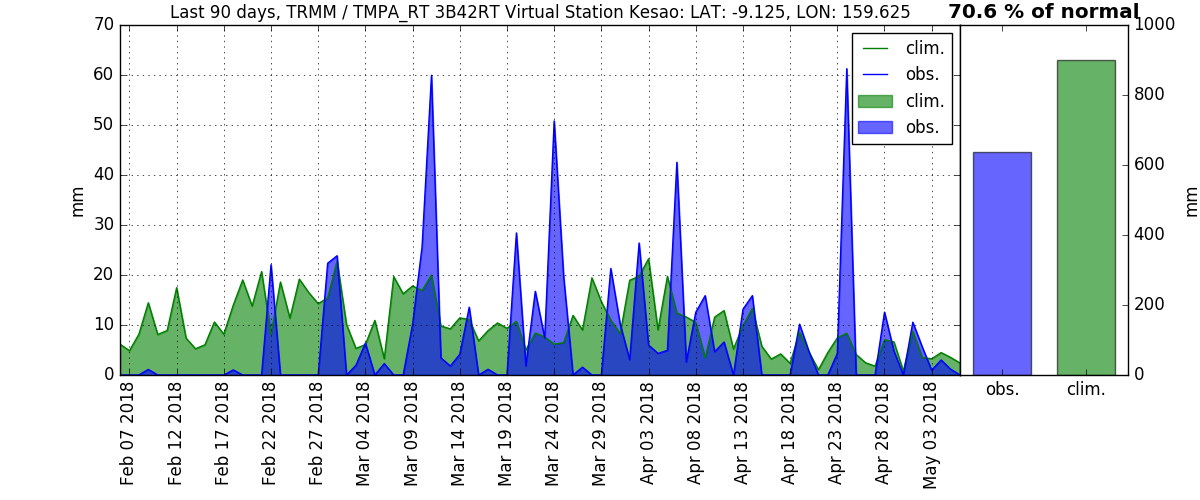 Last 90 days, TRMM / TMPA_RT 3B42RT Virtual Station Kesao: LAT: -9.125, LON: 159.625
70.6 % of normal
70
60
50
40
30
20
10
0
mm
clim.
obs.
clim.
obs.
Feb 07 2018
Feb 12 2018
Feb 17 2018
Feb 22 2018
Feb 27 2018
Mar 04 2018
Mar 09 2018
Mar 14 2018
Mar 19 2018
Mar 24 2018
Mar 29 2018
Apr 03 2018
Apr 08 2018
Apr 13 2018
Apr 18 2018
Apr 23 2018
Apr 28 2018
May 03 2018
1000
800
600
400
200
0
mm
obs.
clim.